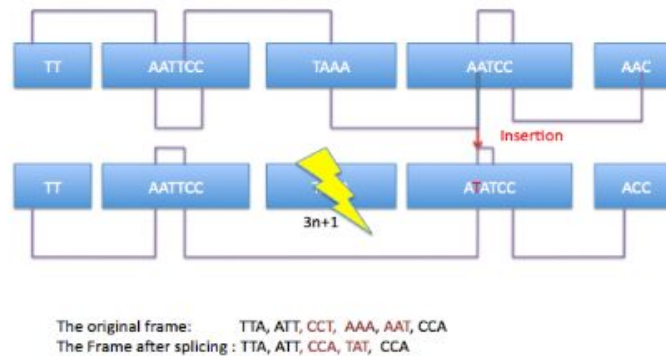 TT AATTCC TAAA AATCC AAC
Insertion
TT AATTCC T ATATCC ACC
3n+1
The original frame: TTA, ATT, CCT, AAA, AAT, CCA
The Frame after splicing : TTA, ATT, CCA, TAT, CCA